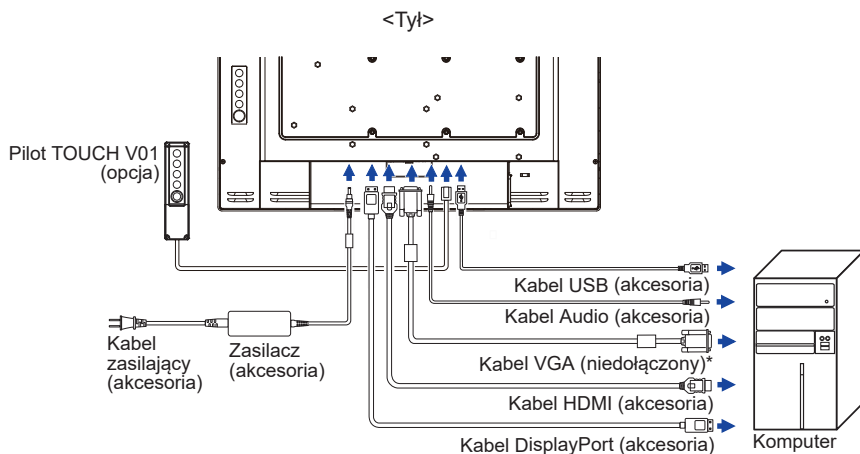 <Tył>
Pilot TOUCH V01
(opcja)
Kabel USB (akcesoria)
Kabel Audio (akcesoria)
Kabel
zasilający
(akcesoria)
Zasilacz
(akcesoria)
Kabel VGA (niedołączony)*
Kabel HDMI (akcesoria)
Kabel DisplayPort (akcesoria)
Komputer